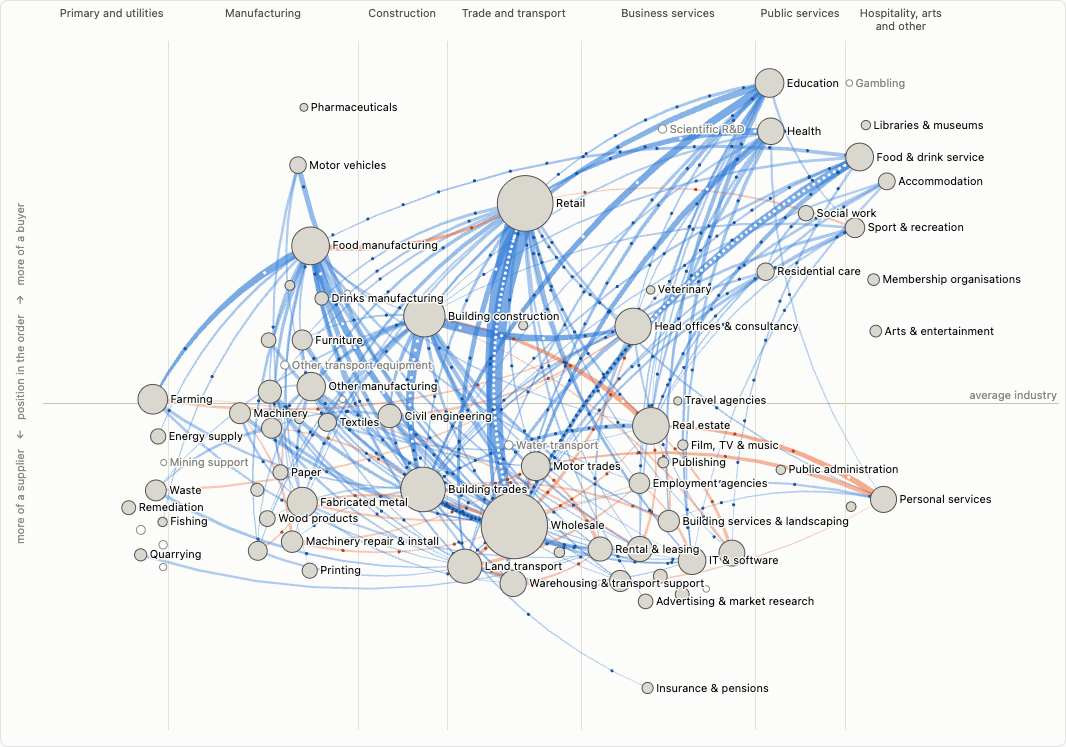 Primary and utilities
Manufacturing
Construction
Trade and transport
Business services
Public services
Hospitality, arts
and other
more of a supplier ← position in the order → more of a buyer
Education
Gambling
Pharmaceuticals
Libraries & museums
Scientific R&D
Health
Food & drink service
Motor vehicles
Accommodation
Retail
Social work
Sport & recreation
Food manufacturing
Residential care
Membership organisations
Veterinary
Drinks manufacturing
Building construction
Head offices & consultancy
Arts & entertainment
Furniture
Other transport equipment
Other manufacturing
average industry
Farming
Travel agencies
Machinery
Civil engineering
Textiles
Real estate
Energy supply
Water transport
Film, TV & music
Mining support
Motor trades
Publishing
Public administration
Paper
Employment agencies
Waste
Building trades
Personal services
Fabricated metal
Remediation
Wood products
Fishing
Building services & landscaping
Wholesale
Machinery repair & install
Rental & leasing
Quarrying
IT & software
Land transport
Printing
Warehousing & transport support
Advertising & market research
Insurance & pensions